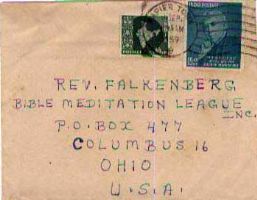 REV. FALKENBERG
BIBLE MEDITATION LEAGUE
INC.
P.O. BOX 477
COLUMBUS 16
OHIO
U.S.A.